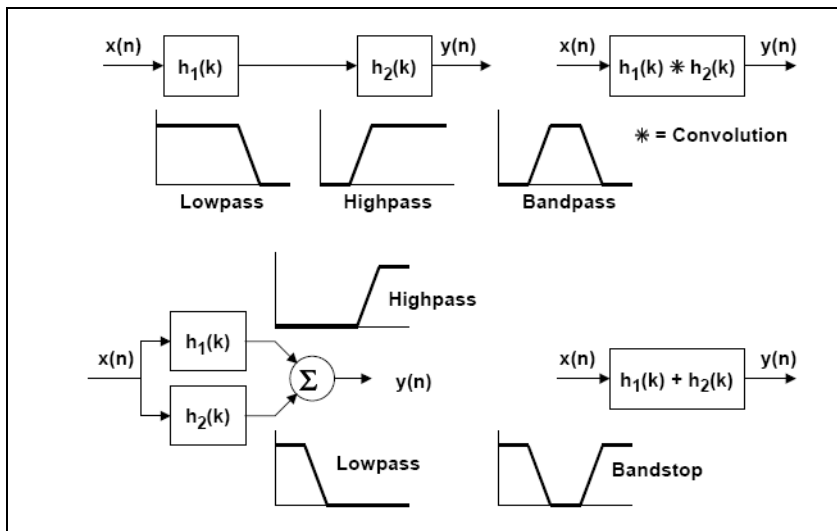 x(n) h₁(k) h₂(k) y(n) x(n) h₁(k) ∗ h₂(k) y(n)
∗ = Convolution
Lowpass Highpass Bandpass
Highpass
x(n) h₁(k) h₂(k) Σ y(n) x(n) h₁(k) + h₂(k) y(n)
Lowpass Bandstop